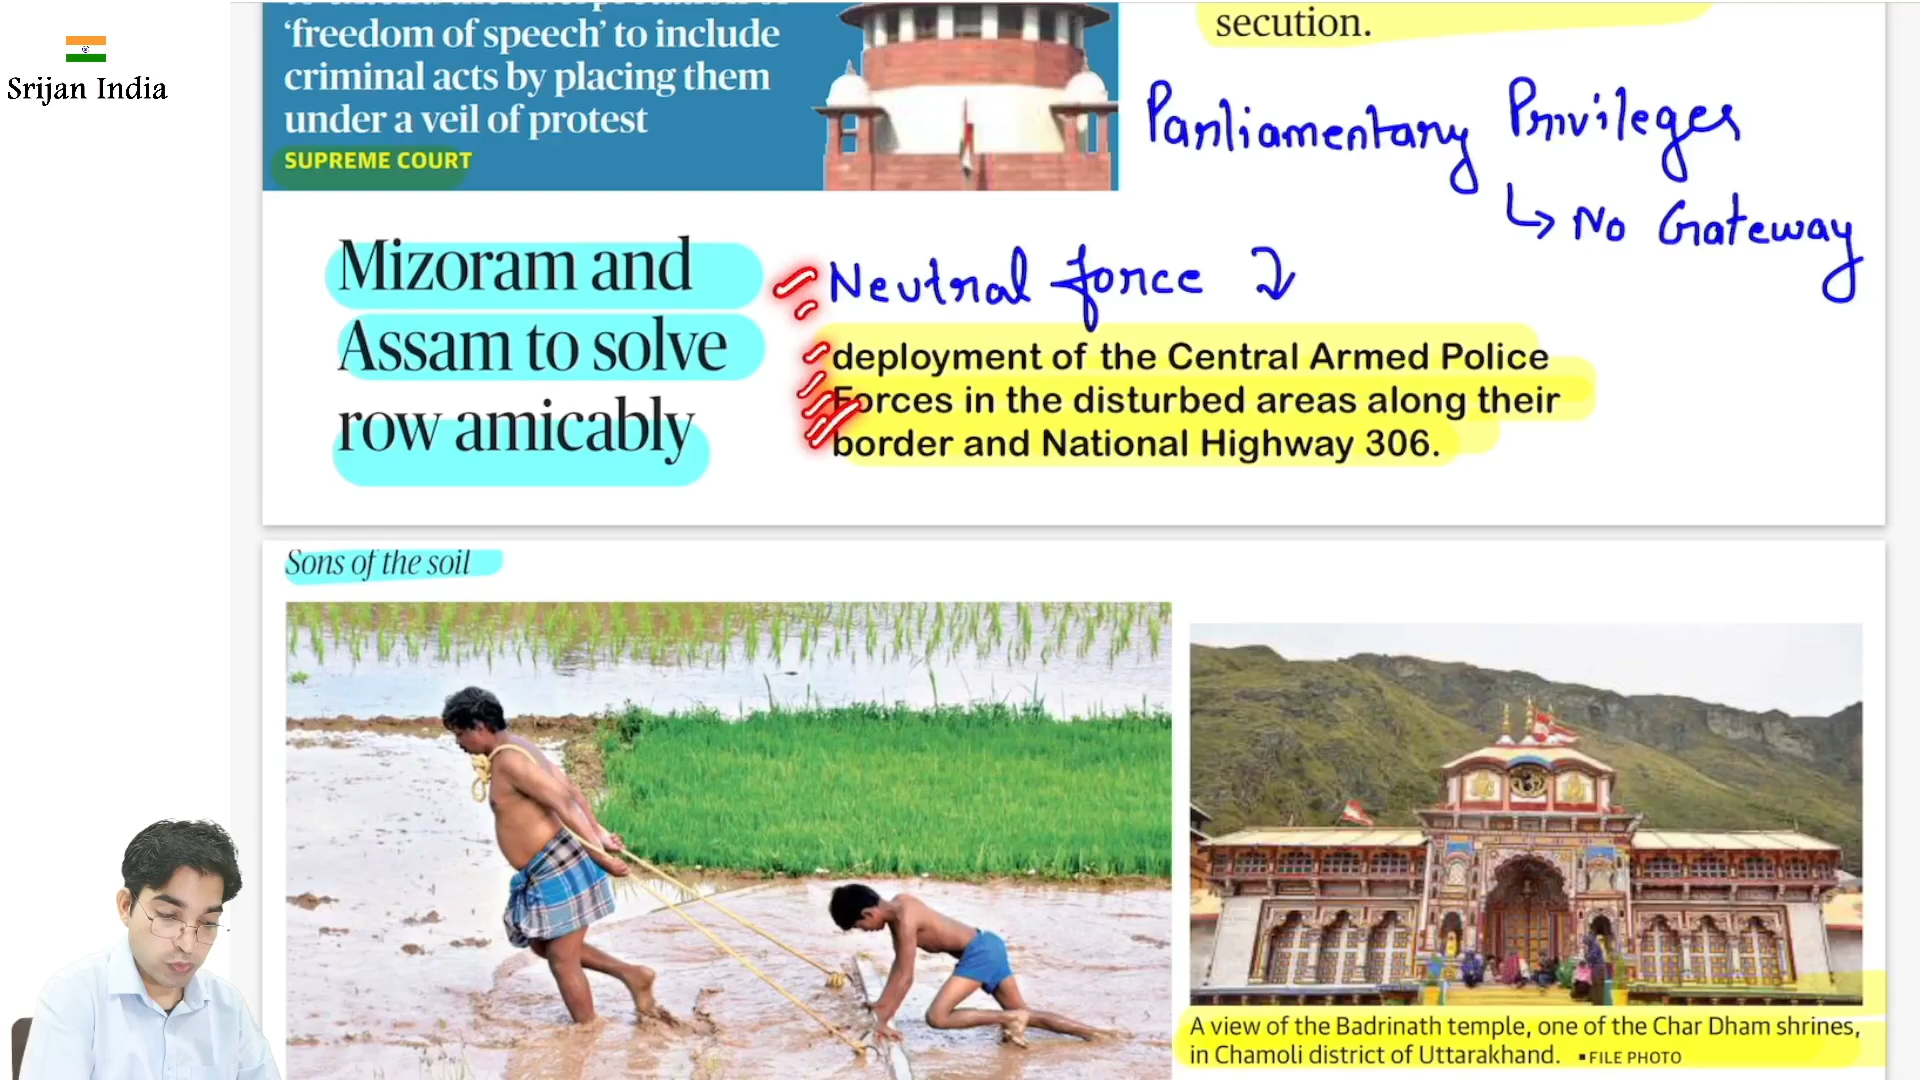 Srijan India
‘freedom of speech’ to include
criminal acts by placing them
under a veil of protest
SUPREME COURT
secution.
Parliamentary Privileges
↳ No Gateway
Mizoram and
Assam to solve
row amicably
Neutral force
deployment of the Central Armed Police
Forces in the disturbed areas along their
border and National Highway 306.
Sons of the soil
A view of the Badrinath temple, one of the Char Dham shrines,
in Chamoli district of Uttarakhand. ▪FILE PHOTO